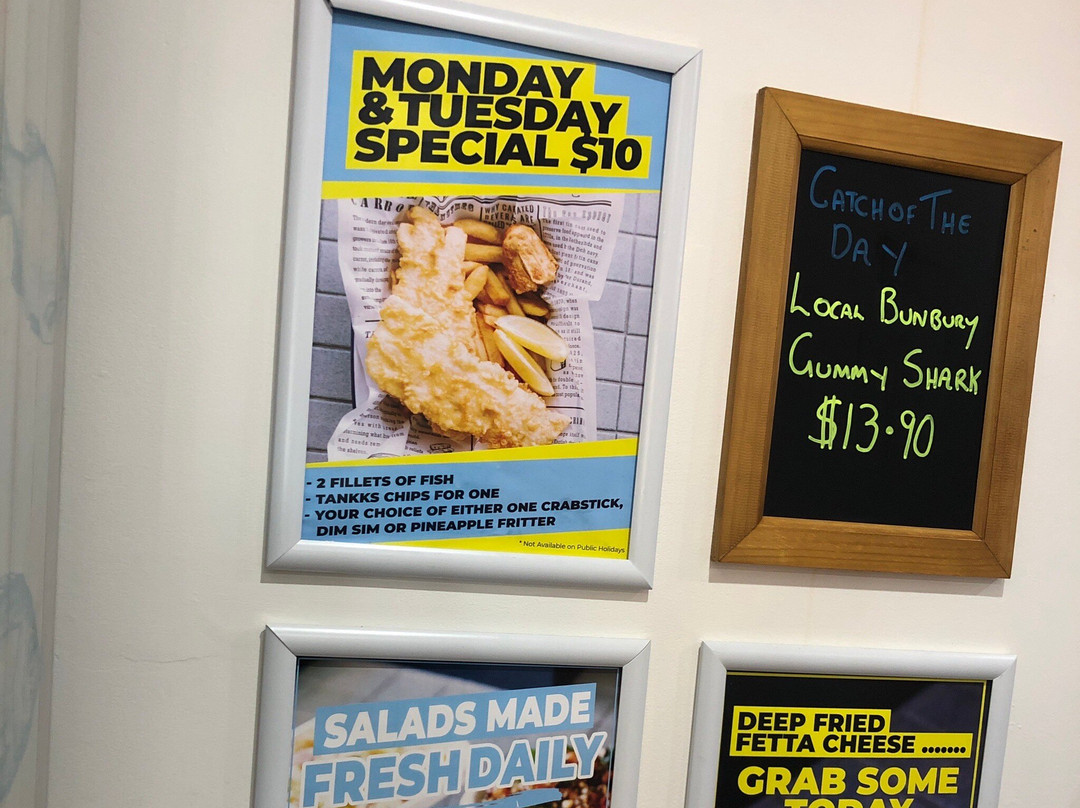 MONDAY
& TUESDAY
SPECIAL $10
- 2 FILLETS OF FISH
- TANKKS CHIPS FOR ONE
- YOUR CHOICE OF EITHER ONE CRABSTICK,
DIM SIM OR PINEAPPLE FRITTER
* Not Available on Public Holidays
CATCH OF THE
DAY
LOCAL BUNBURY
GUMMY SHARK
$13.90
SALADS MADE
FRESH DAILY
DEEP FRIED
FETTA CHEESE .......
GRAB SOME
TODAY